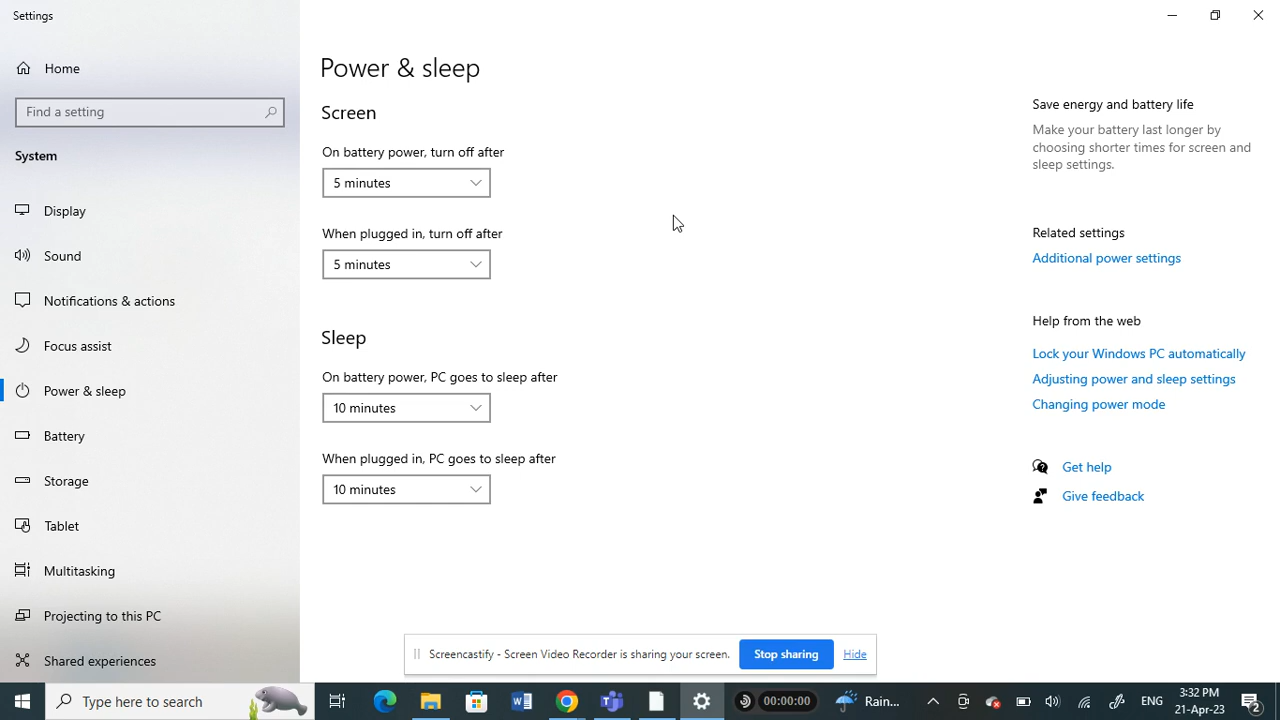 Settings
Home
Find a setting
System
Display
Sound
Notifications & actions
Focus assist
Power & sleep
Battery
Storage
Tablet
Multitasking
Projecting to this PC
Shared experiences
Power & sleep
Screen
On battery power, turn off after
5 minutes
When plugged in, turn off after
5 minutes
Sleep
On battery power, PC goes to sleep after
10 minutes
When plugged in, PC goes to sleep after
10 minutes
Save energy and battery life
Make your battery last longer by
choosing shorter times for screen and
sleep settings.
Related settings
Additional power settings
Help from the web
Lock your Windows PC automatically
Adjusting power and sleep settings
Changing power mode
Get help
Give feedback
Screencastify - Screen Video Recorder is sharing your screen.
Stop sharing
Hide
Type here to search
00:00:00
Rain...
ENG
3:32 PM
21-Apr-23
2